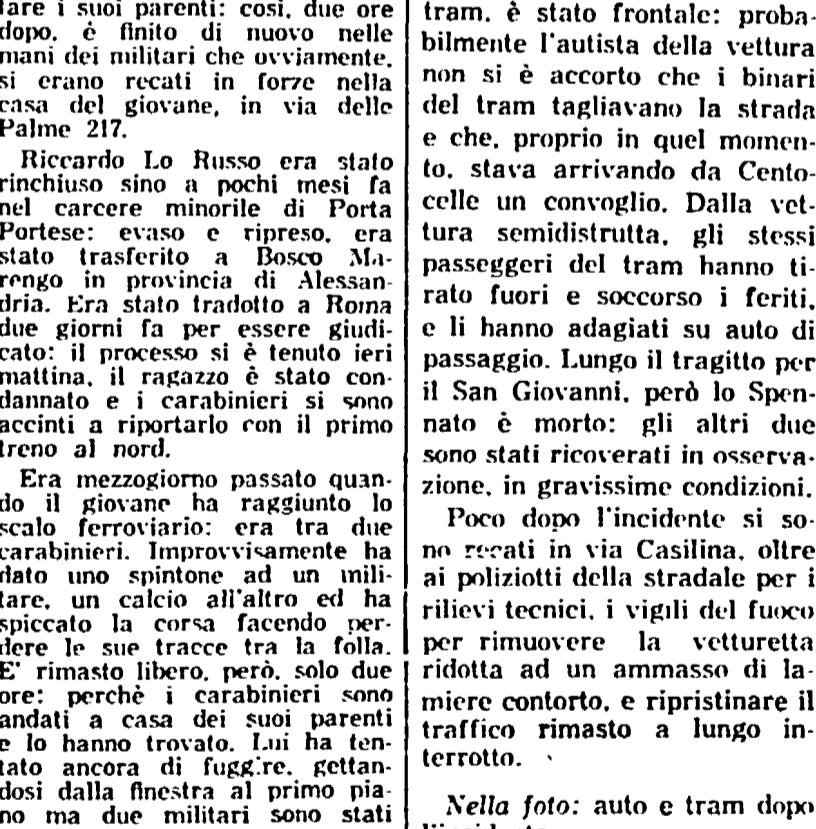 fare i suoi parenti: così, due ore
dopo, è finito di nuovo nelle
mani dei militari che ovviamente,
si erano recati in forze nella
casa del giovane, in via delle
Palme 217.
Riccardo Lo Russo era stato
rinchiuso sino a pochi mesi fa
nel carcere minorile di Porta
Portese: evaso e ripreso, era
stato trasferito a Bosco Ma-
rengo in provincia di Alessan-
dria. Era stato tradotto a Roma
due giorni fa per essere giudi-
cato: il processo si è tenuto ieri
mattina, il ragazzo è stato con-
dannato e i carabinieri si sono
accinti a riportarlo con il primo
treno al nord.
Era mezzogiorno passato quan-
do il giovane ha raggiunto lo
scalo ferroviario: era tra due
carabinieri. Improvvisamente ha
dato uno spintone ad un mili-
tare, un calcio all'altro ed ha
spiccato la corsa facendo per-
dere le sue tracce tra la folla.
E' rimasto libero, però, solo due
ore: perchè i carabinieri sono
andati a casa dei suoi parenti
e lo hanno trovato. Lui ha ten-
tato ancora di fuggire, gettan-
dosi dalla finestra al primo pia-
no ma due militari sono stati
tram, è stato frontale: proba-
bilmente l'autista della vettura
non si è accorto che i binari
del tram tagliavano la strada
e che, proprio in quel momen-
to, stava arrivando da Cento-
celle un convoglio. Dalla vet-
tura semidistrutta, gli stessi
passeggeri del tram hanno ti-
rato fuori e soccorso i feriti,
e li hanno adagiati su auto di
passaggio. Lungo il tragitto per
il San Giovanni, però lo Spen-
nato è morto: gli altri due
sono stati ricoverati in osserva-
zione, in gravissime condizioni.
Poco dopo l'incidente si so-
no recati in via Casilina, oltre
ai poliziotti della stradale per i
rilievi tecnici, i vigili del fuoco
per rimuovere la vetturetta
ridotta ad un ammasso di la-
miere contorto, e ripristinare il
traffico rimasto a lungo in-
terrotto.
Nella foto: auto e tram dopo